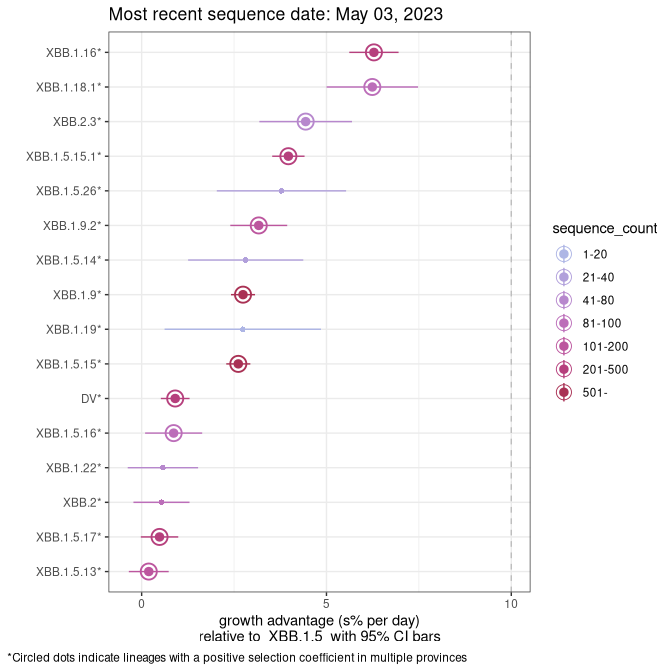 Most recent sequence date: May 03, 2023
XBB.1.16*
XBB.1.18.1*
XBB.2.3*
XBB.1.5.15.1*
XBB.1.5.26*
XBB.1.9.2*
XBB.1.5.14*
XBB.1.9*
XBB.1.19*
XBB.1.5.15*
DV*
XBB.1.5.16*
XBB.1.22*
XBB.2*
XBB.1.5.17*
XBB.1.5.13*
0 5 10
growth advantage (s% per day)
relative to XBB.1.5 with 95% CI bars
sequence_count
1-20
21-40
41-80
81-100
101-200
201-500
501-
*Circled dots indicate lineages with a positive selection coefficient in multiple provinces